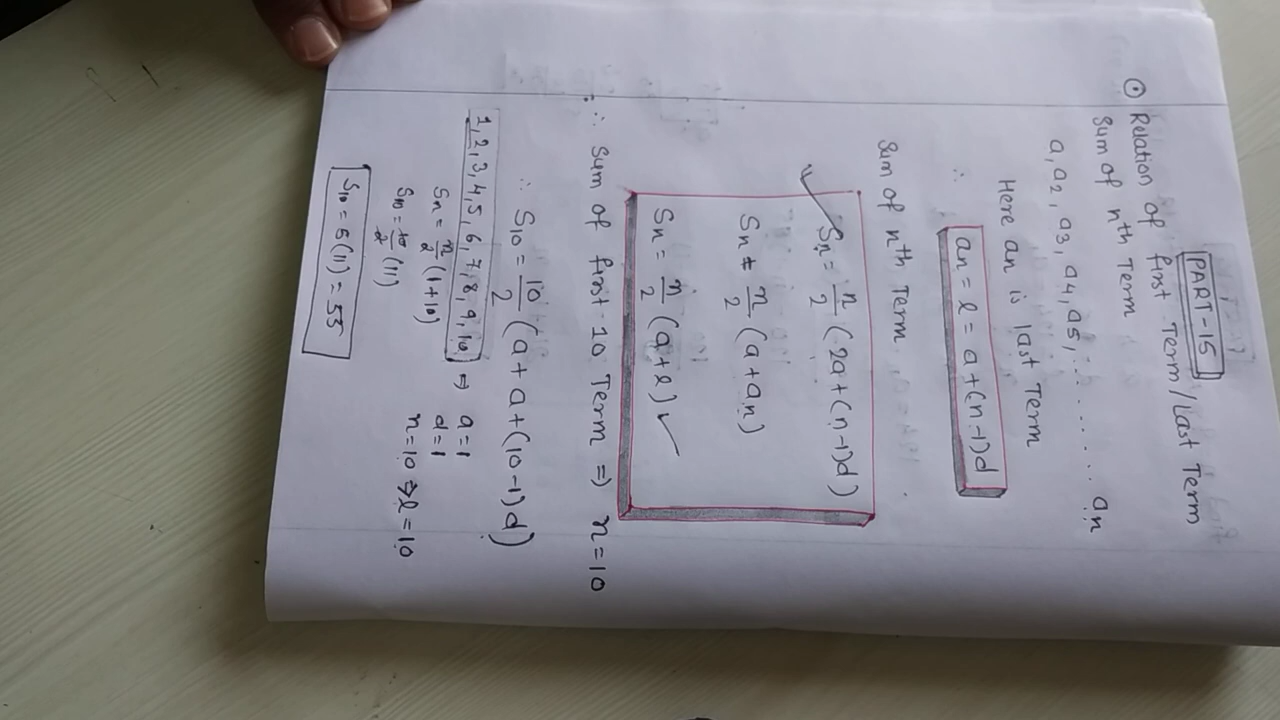 PART-15
⊙ Relation of first Term/Last Term
Sum of nth Term
a, a2, a3, a4, a5, ........ an
Here an is last Term
∴ an = l = a+(n-1)d
Sum of nth Term
Sn = n/2 (2a+(n-1)d)
Sn = n/2 (a+an)
Sn = n/2 (a+l) ✓
∴ Sum of first 10 Term ⇒ n=10
∴ S10 = 10/2 (a+a+(10-1)d)
1,2,3,4,5,6,7,8,9,10 ⇒ a=1
Sn = n/2 (1+10) d=1
S10 = 10/2 (11) n=10 ⇒ l=10
S10 = 5(11) = 55